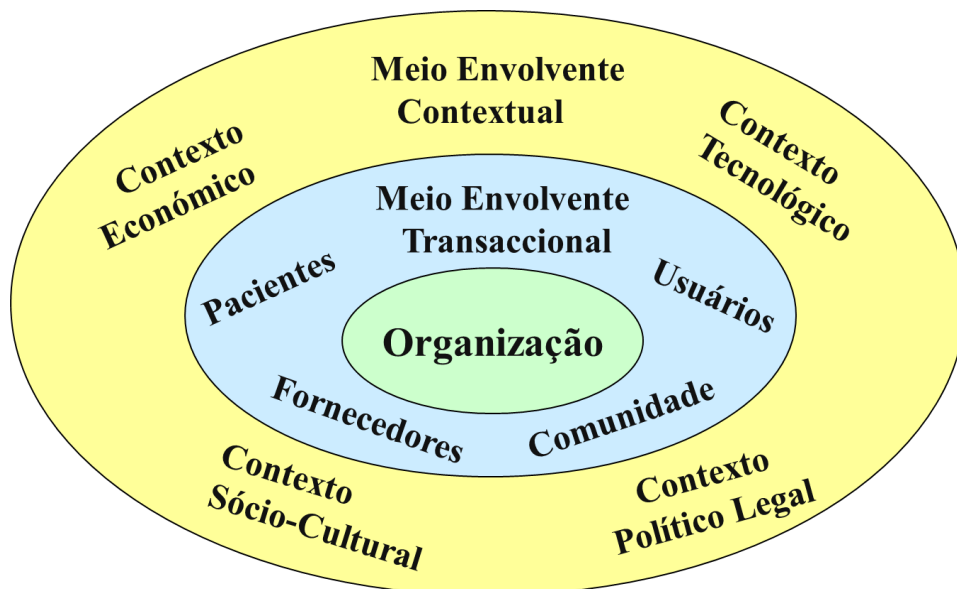 Meio Envolvente
Contextual
Contexto
Económico
Contexto
Tecnológico
Meio Envolvente
Transaccional
Pacientes
Usuários
Organização
Fornecedores
Comunidade
Contexto
Sócio-Cultural
Contexto
Político Legal